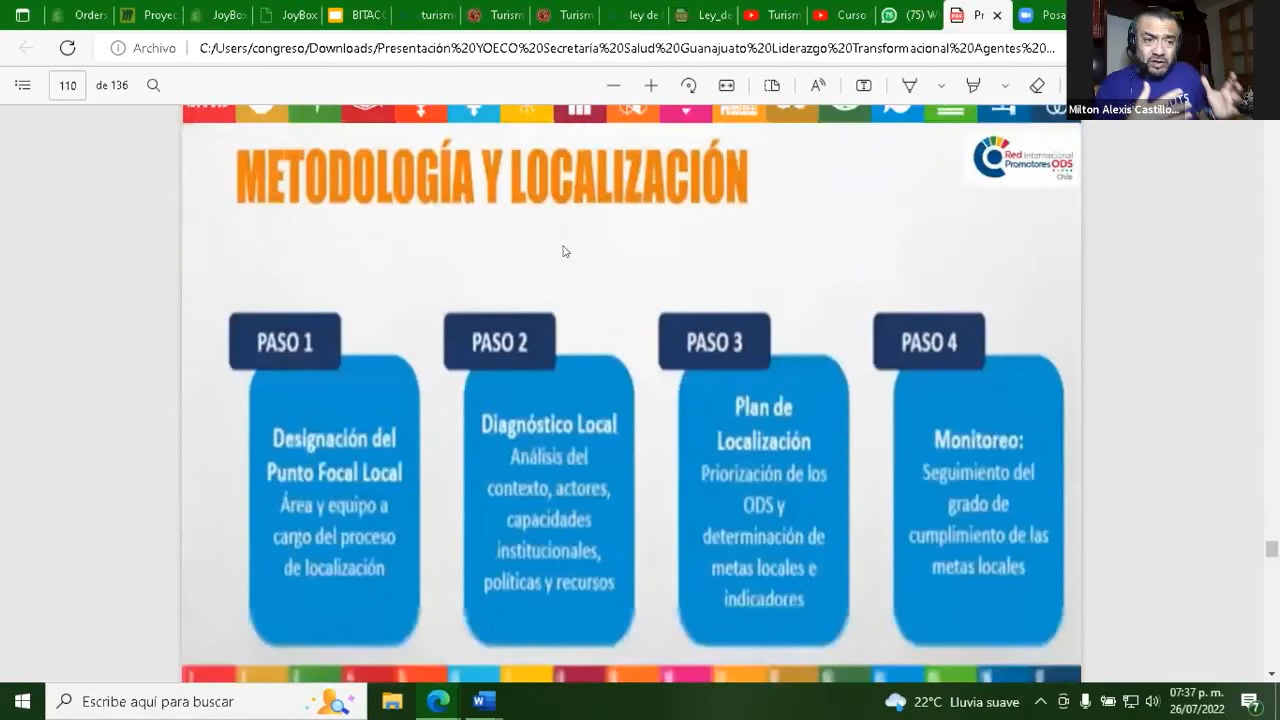 Orders
Proyec
JoyBox
JoyBox
BITACO
turism
Turism
Turism
ley de
Ley_de
Turism
Curso
(75) W
Pr
Posa
Archivo
C:/Users/congreso/Downloads/Presentación%20YOECO%20Secretaría%20Salud%20Guanajuato%20Liderazgo%20Transformacional%20Agentes%20...
110
de 136
Milton Alexis Castillo...
METODOLOGÍA Y LOCALIZACIÓN
Red Internacional
Promotores ODS
Chile
PASO 1
Designación del
Punto Focal Local
Área y equipo a
cargo del proceso
de localización
PASO 2
Diagnóstico Local
Análisis del
contexto, actores,
capacidades
institucionales,
políticas y recursos
PASO 3
Plan de
Localización
Priorización de los
ODS y
determinación de
metas locales e
indicadores
PASO 4
Monitoreo:
Seguimiento del
grado de
cumplimiento de las
metas locales
Escribe aquí para buscar
22°C Lluvia suave
07:37 p. m.
26/07/2022
7